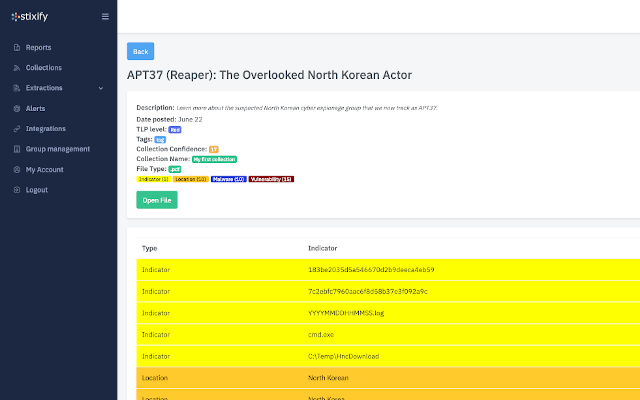 stixify
Reports
Collections
Extractions
Alerts
Integrations
Group management
My Account
Logout
Back
APT37 (Reaper): The Overlooked North Korean Actor
Description: Learn more about the suspected North Korean cyber espionage group that we now track as APT37.
Date posted: June 22
TLP level: Red
Tags: tag
Collection Confidence: 17
Collection Name: My first collection
File Type: .pdf
Indicator (5) Location (50) Malware (10) Vulnerability (15)
Open File
Type Indicator
Indicator 183be2035d5a546670d2b9deeca4eb59
Indicator 7c2ebfc7960aac6f8d58b37e3f092a9c
Indicator YYYYMMDDHHMMSS.log
Indicator cmd.exe
Indicator C:\Temp\HncDownload
Location North Korean
Location North Korea